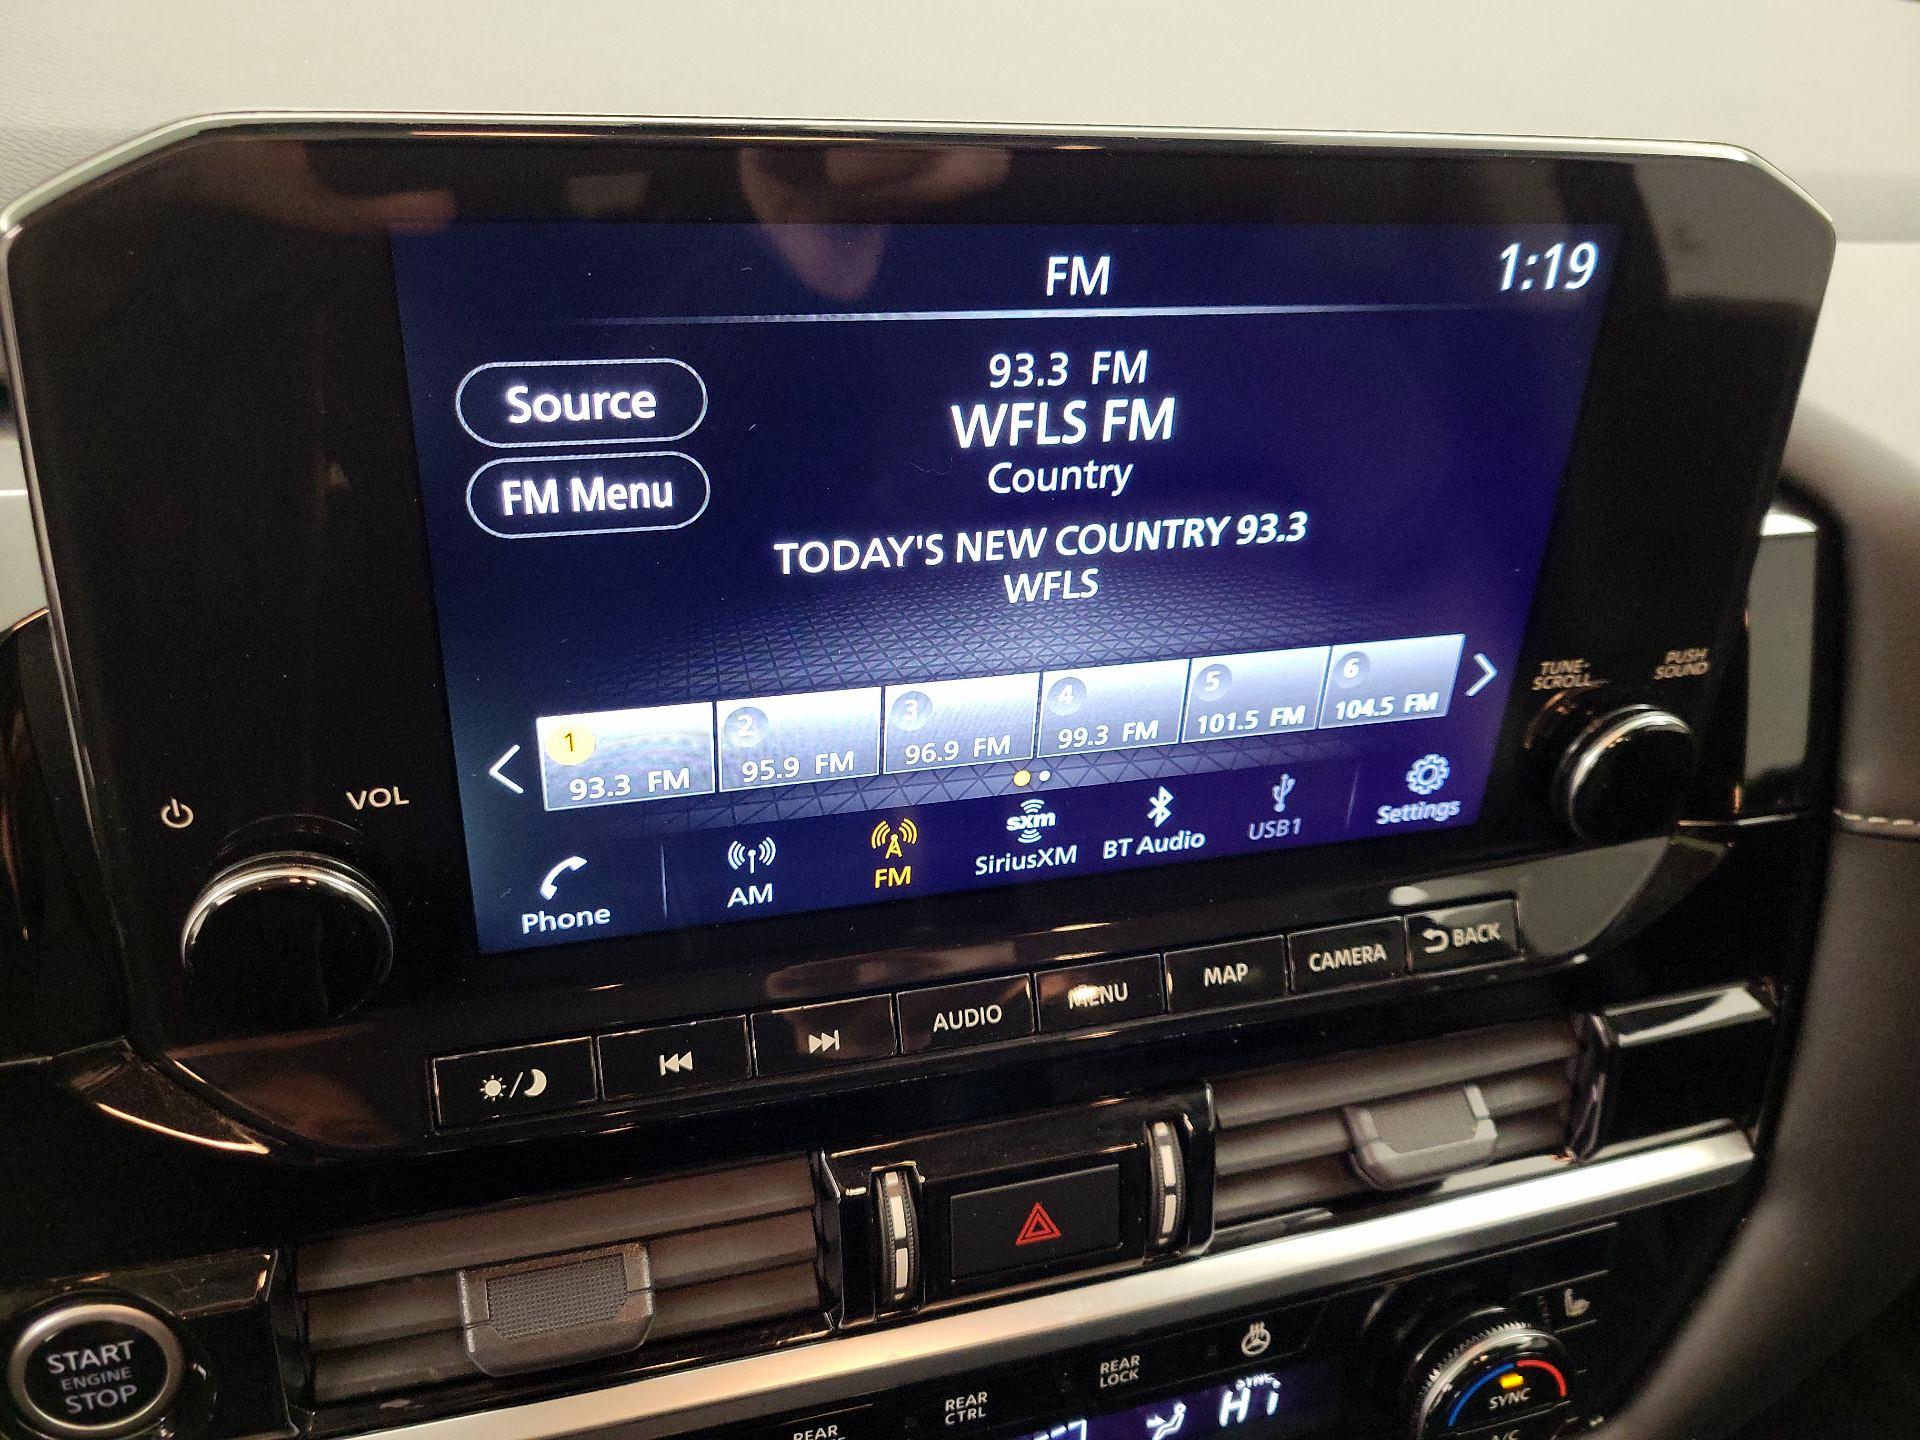 FM
1:19
93.3 FM
Source
WFLS FM
Country
FM Menu
TODAY'S NEW COUNTRY 93.3
WFLS
TUNE-
SCROLL
PUSH
SOUND
1 2 3 4 5 6
93.3 FM 95.9 FM 96.9 FM 99.3 FM 101.5 FM 104.5 FM
VOL
Phone
AM
FM
sxm
SiriusXM
BT Audio
USB1
Settings
AUDIO
MENU
MAP
CAMERA
BACK
START
ENGINE
STOP
REAR
REAR
CTRL
REAR
LOCK
SYNC
HI
SYNC
A/C